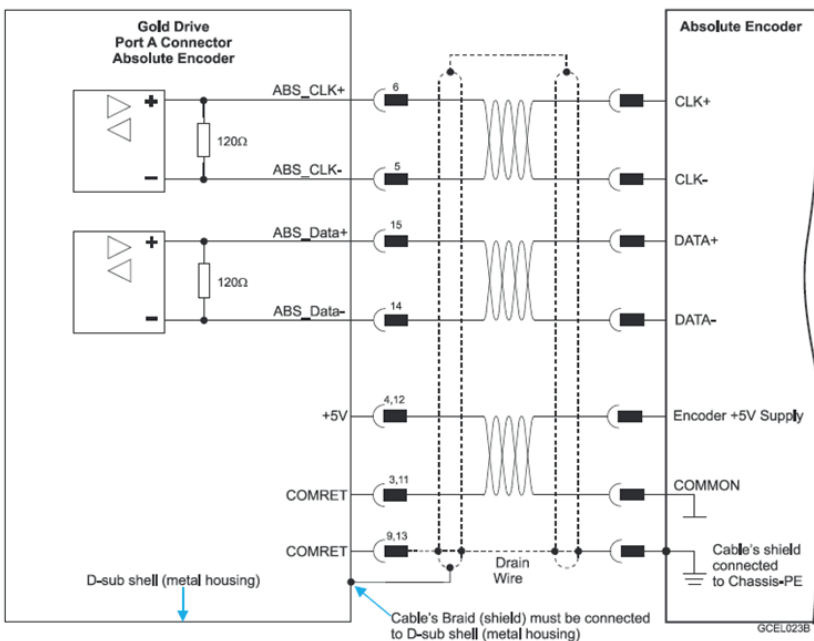 Gold Drive
Port A Connector
Absolute Encoder
Absolute Encoder
+
120Ω
−
ABS_CLK+
6
CLK+
ABS_CLK-
5
CLK-
+
120Ω
−
ABS_Data+
15
DATA+
ABS_Data-
14
DATA-
+5V
4,12
Encoder +5V Supply
COMRET
3,11
COMMON
COMRET
9,13
Drain
Wire
Cable's shield
connected
to Chassis-PE
D-sub shell (metal housing)
Cable's Braid (shield) must be connected
to D-sub shell (metal housing)
GCEL023B